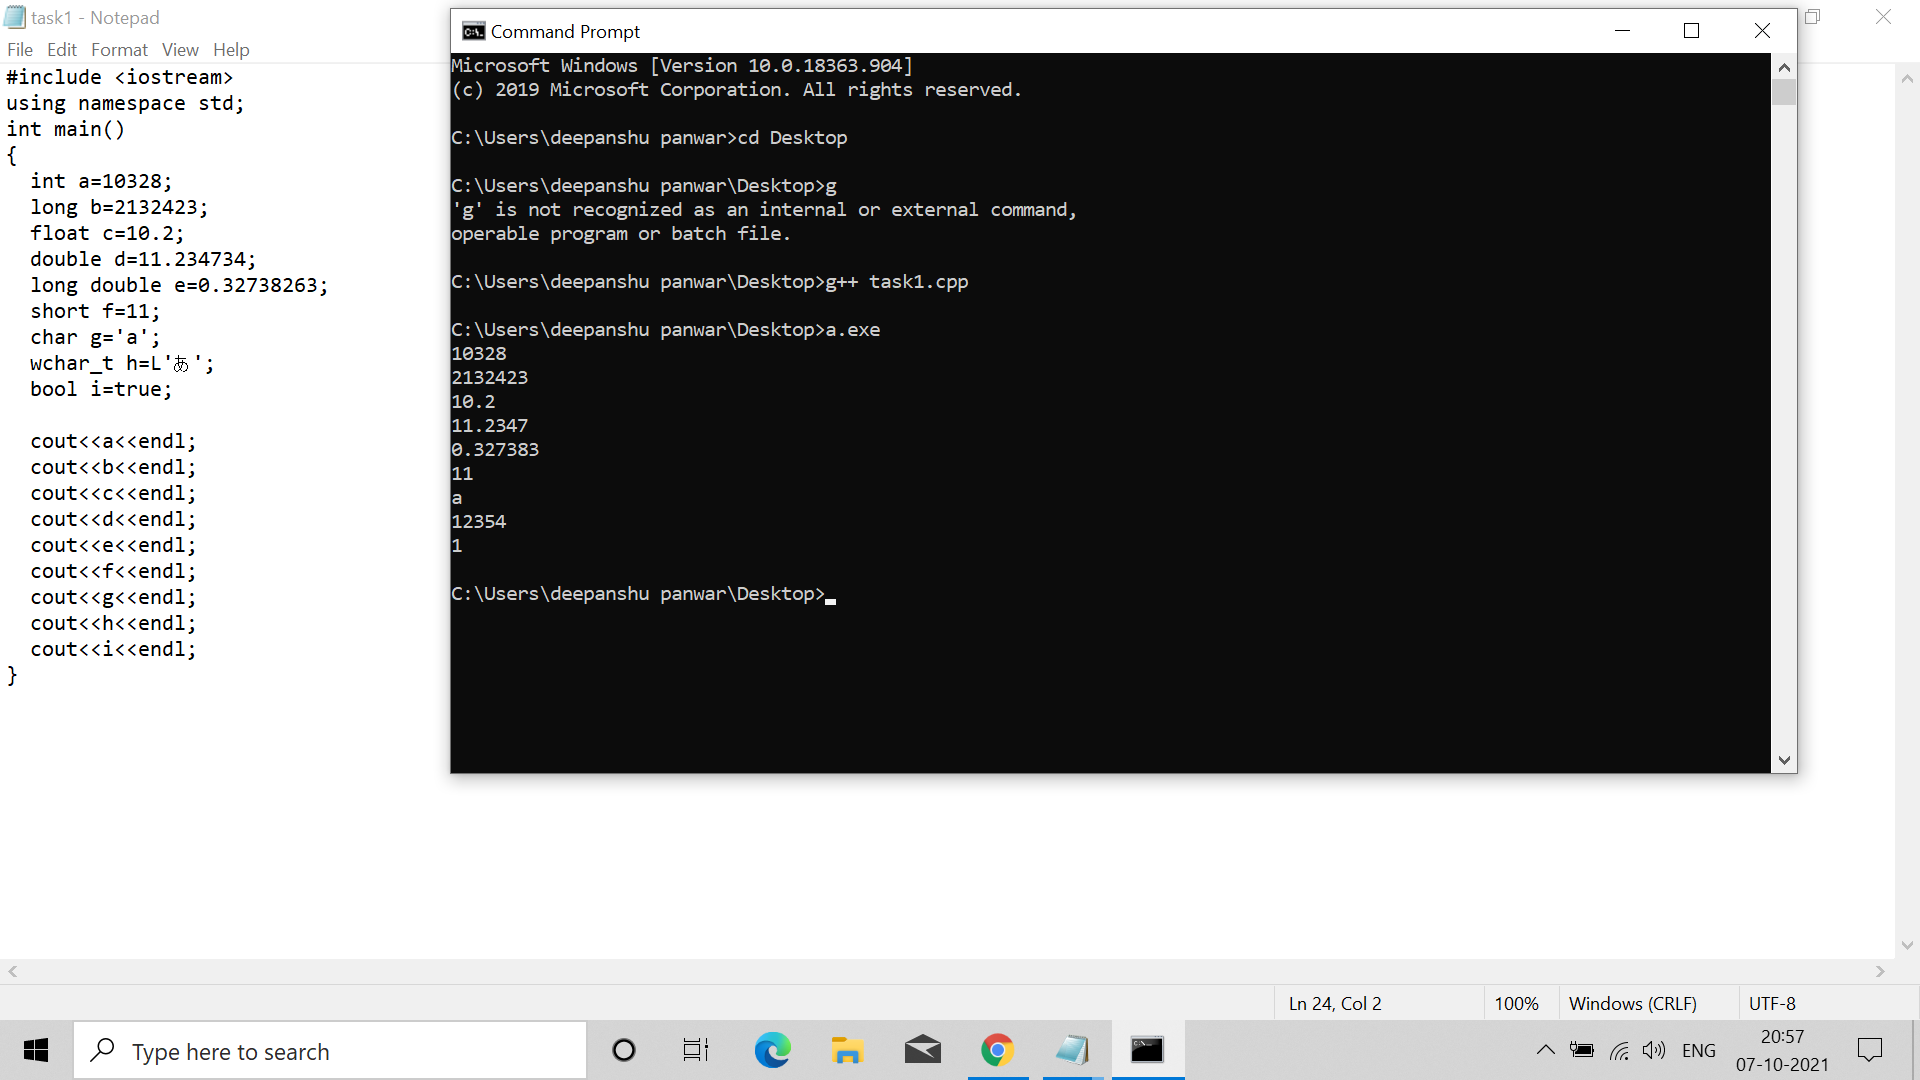 task1 - Notepad
File Edit Format View Help
#include <iostream>
using namespace std;
int main()
{
int a=10328;
long b=2132423;
float c=10.2;
double d=11.234734;
long double e=0.32738263;
short f=11;
char g='a';
wchar_t h=L'あ';
bool i=true;
cout<<a<<endl;
cout<<b<<endl;
cout<<c<<endl;
cout<<d<<endl;
cout<<e<<endl;
cout<<f<<endl;
cout<<g<<endl;
cout<<h<<endl;
cout<<i<<endl;
}
Command Prompt
Microsoft Windows [Version 10.0.18363.904]
(c) 2019 Microsoft Corporation. All rights reserved.
C:\Users\deepanshu panwar>cd Desktop
C:\Users\deepanshu panwar\Desktop>g
'g' is not recognized as an internal or external command,
operable program or batch file.
C:\Users\deepanshu panwar\Desktop>g++ task1.cpp
C:\Users\deepanshu panwar\Desktop>a.exe
10328
2132423
10.2
11.2347
0.327383
11
a
12354
1
C:\Users\deepanshu panwar\Desktop>
Ln 24, Col 2
100%
Windows (CRLF)
UTF-8
Type here to search
ENG
20:57
07-10-2021